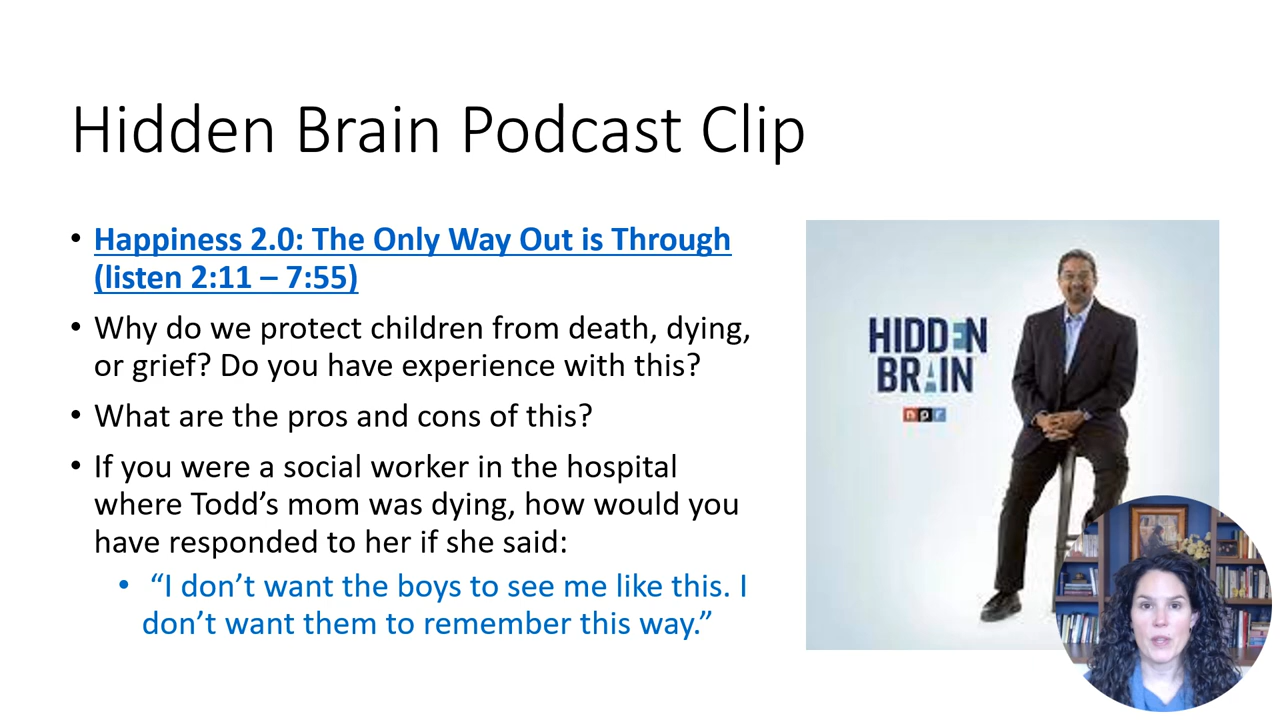 Hidden Brain Podcast Clip
• Happiness 2.0: The Only Way Out is Through
(listen 2:11 – 7:55)
• Why do we protect children from death, dying,
or grief? Do you have experience with this?
• What are the pros and cons of this?
• If you were a social worker in the hospital
where Todd’s mom was dying, how would you
have responded to her if she said:
• “I don’t want the boys to see me like this. I
don’t want them to remember this way.”
HIDDEN
BRAIN
npr